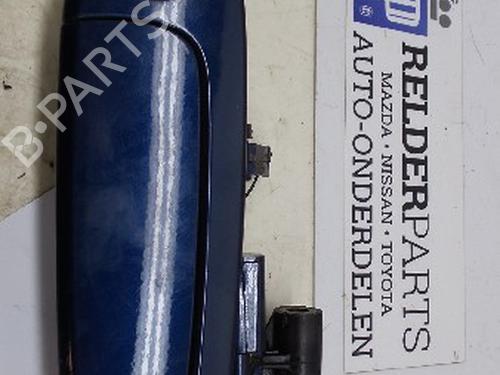 B-PARTS
RELDERPARTS
MAZDA · NISSAN · TOYOTA
AUTO-ONDERDELEN